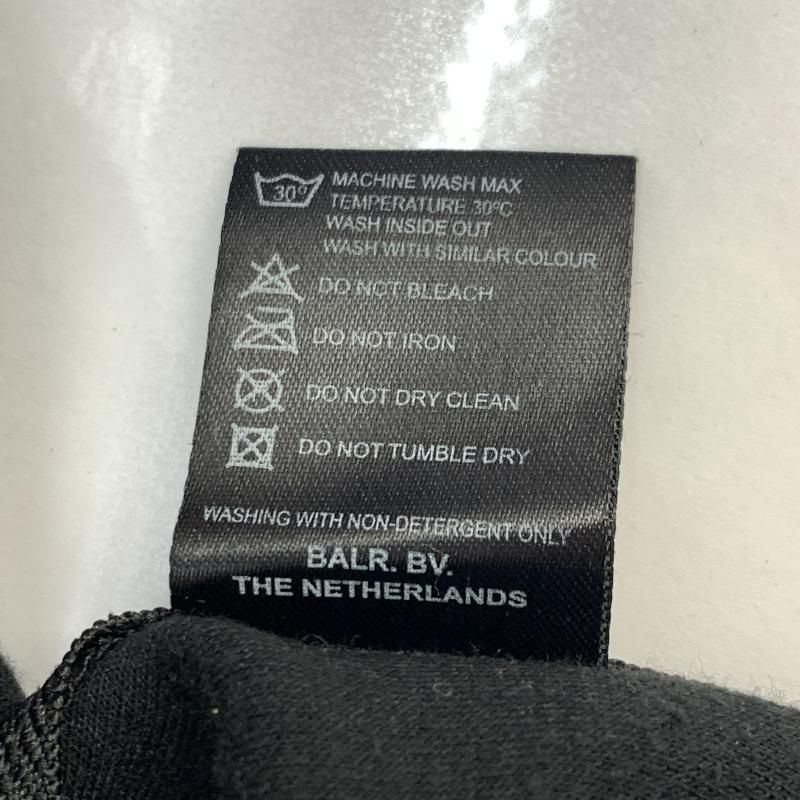 30°
MACHINE WASH MAX
TEMPERATURE 30°C
WASH INSIDE OUT
WASH WITH SIMILAR COLOUR
DO NOT BLEACH
DO NOT IRON
DO NOT DRY CLEAN
DO NOT TUMBLE DRY
WASHING WITH NON-DETERGENT ONLY
BALR. BV.
THE NETHERLANDS